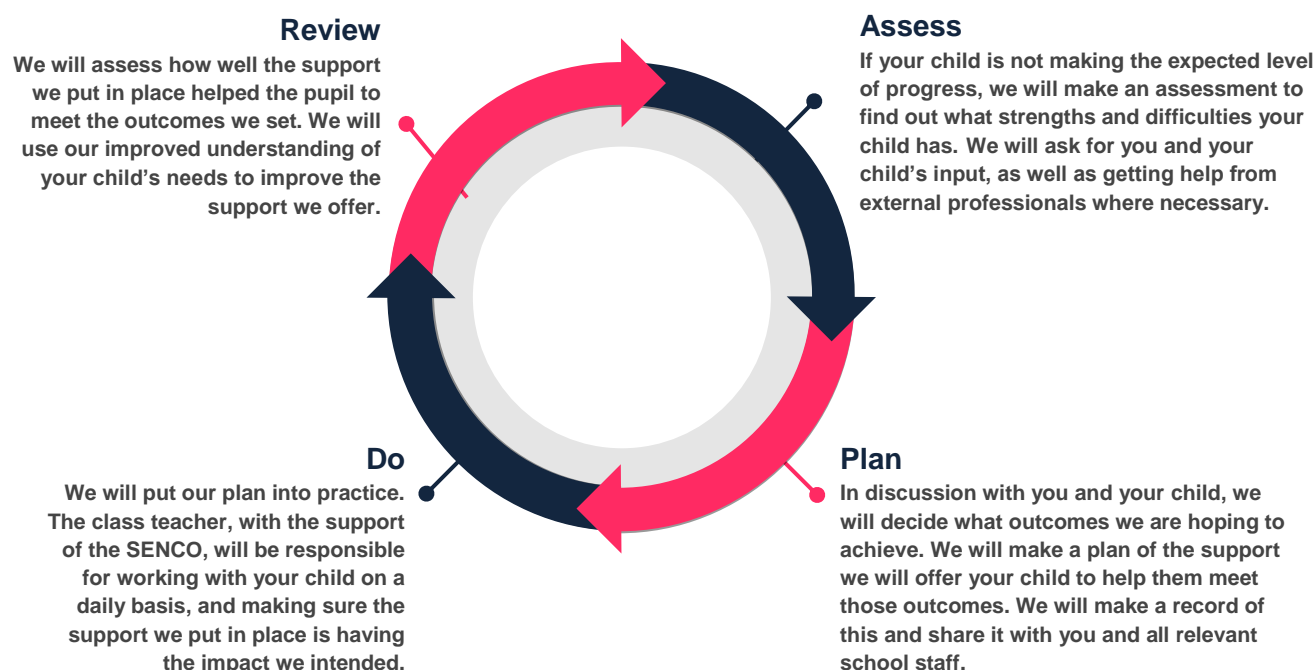 Review
We will assess how well the support
we put in place helped the pupil to
meet the outcomes we set. We will
use our improved understanding of
your child’s needs to improve the
support we offer.
Assess
If your child is not making the expected level
of progress, we will make an assessment to
find out what strengths and difficulties your
child has. We will ask for you and your
child’s input, as well as getting help from
external professionals where necessary.
Do
We will put our plan into practice.
The class teacher, with the support
of the SENCO, will be responsible
for working with your child on a
daily basis, and making sure the
support we put in place is having
the impact we intended.
Plan
In discussion with you and your child, we
will decide what outcomes we are hoping to
achieve. We will make a plan of the support
we will offer your child to help them meet
those outcomes. We will make a record of
this and share it with you and all relevant
school staff.